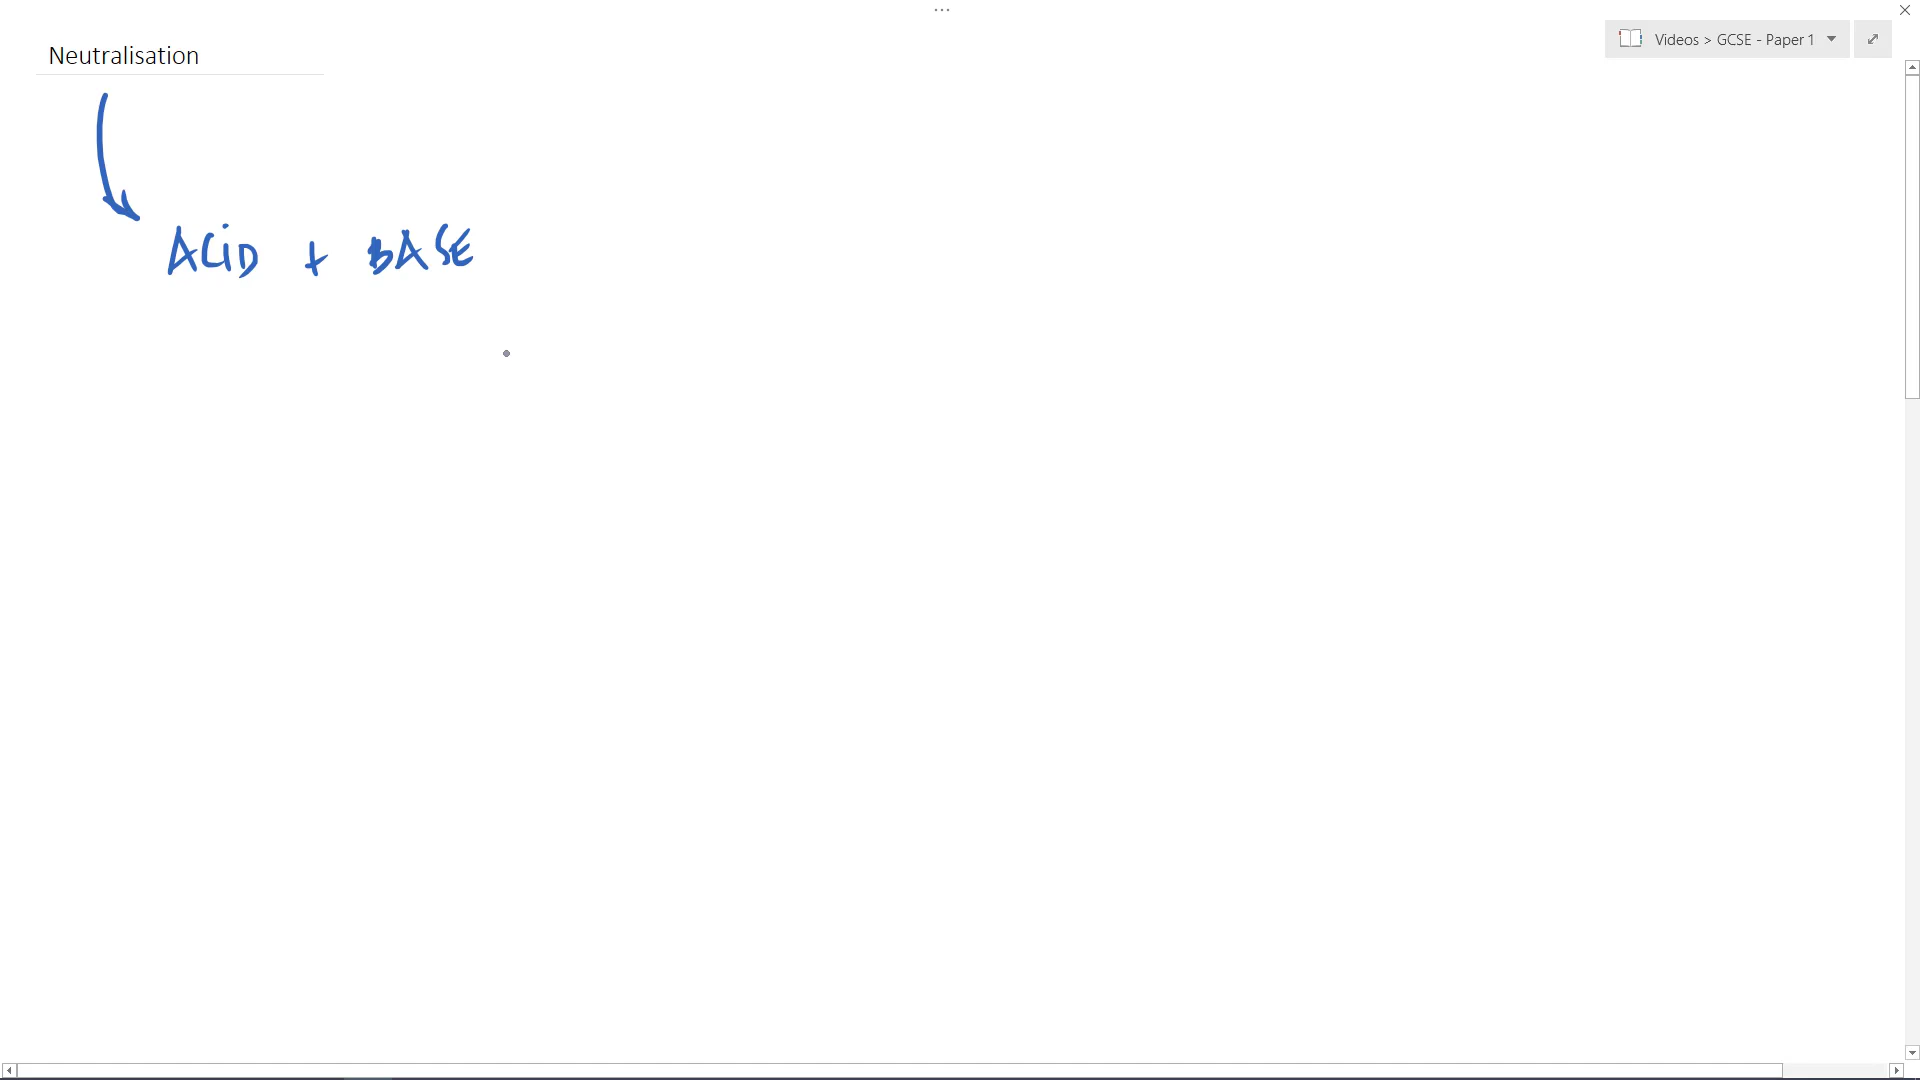 ...
Videos > GCSE - Paper 1
Neutralisation
ACiD + BASE